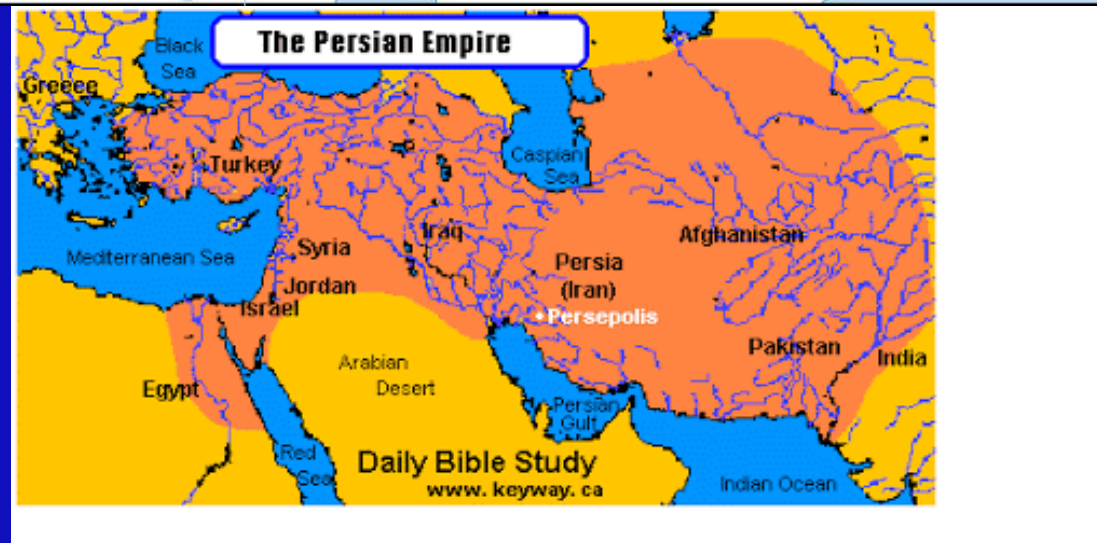 The Persian Empire
Black
Sea
Greece
Caspian
Sea
Turkey
Iraq
Afghanistan
Syria
Mediterranean Sea
Persia
(Iran)
Jordan
Israel
Persepolis
Pakistan
India
Arabian
Desert
Egypt
Persian
Gulf
Red
Sea
Daily Bible Study
www.keyway.ca
Indian Ocean